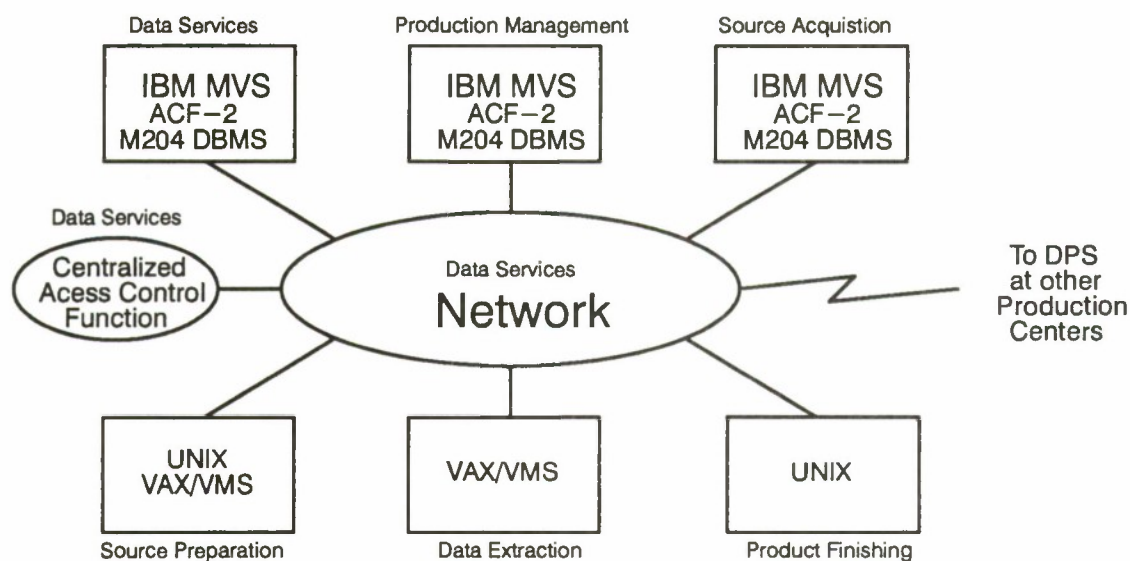 Data Services
Production Management
Source Acquistion
IBM MVS
ACF-2
M204 DBMS
IBM MVS
ACF-2
M204 DBMS
IBM MVS
ACF-2
M204 DBMS
Data Services
Centralized
Acess Control
Function
Data Services
Network
To DPS
at other
Production
Centers
UNIX
VAX/VMS
VAX/VMS
UNIX
Source Preparation
Data Extraction
Product Finishing